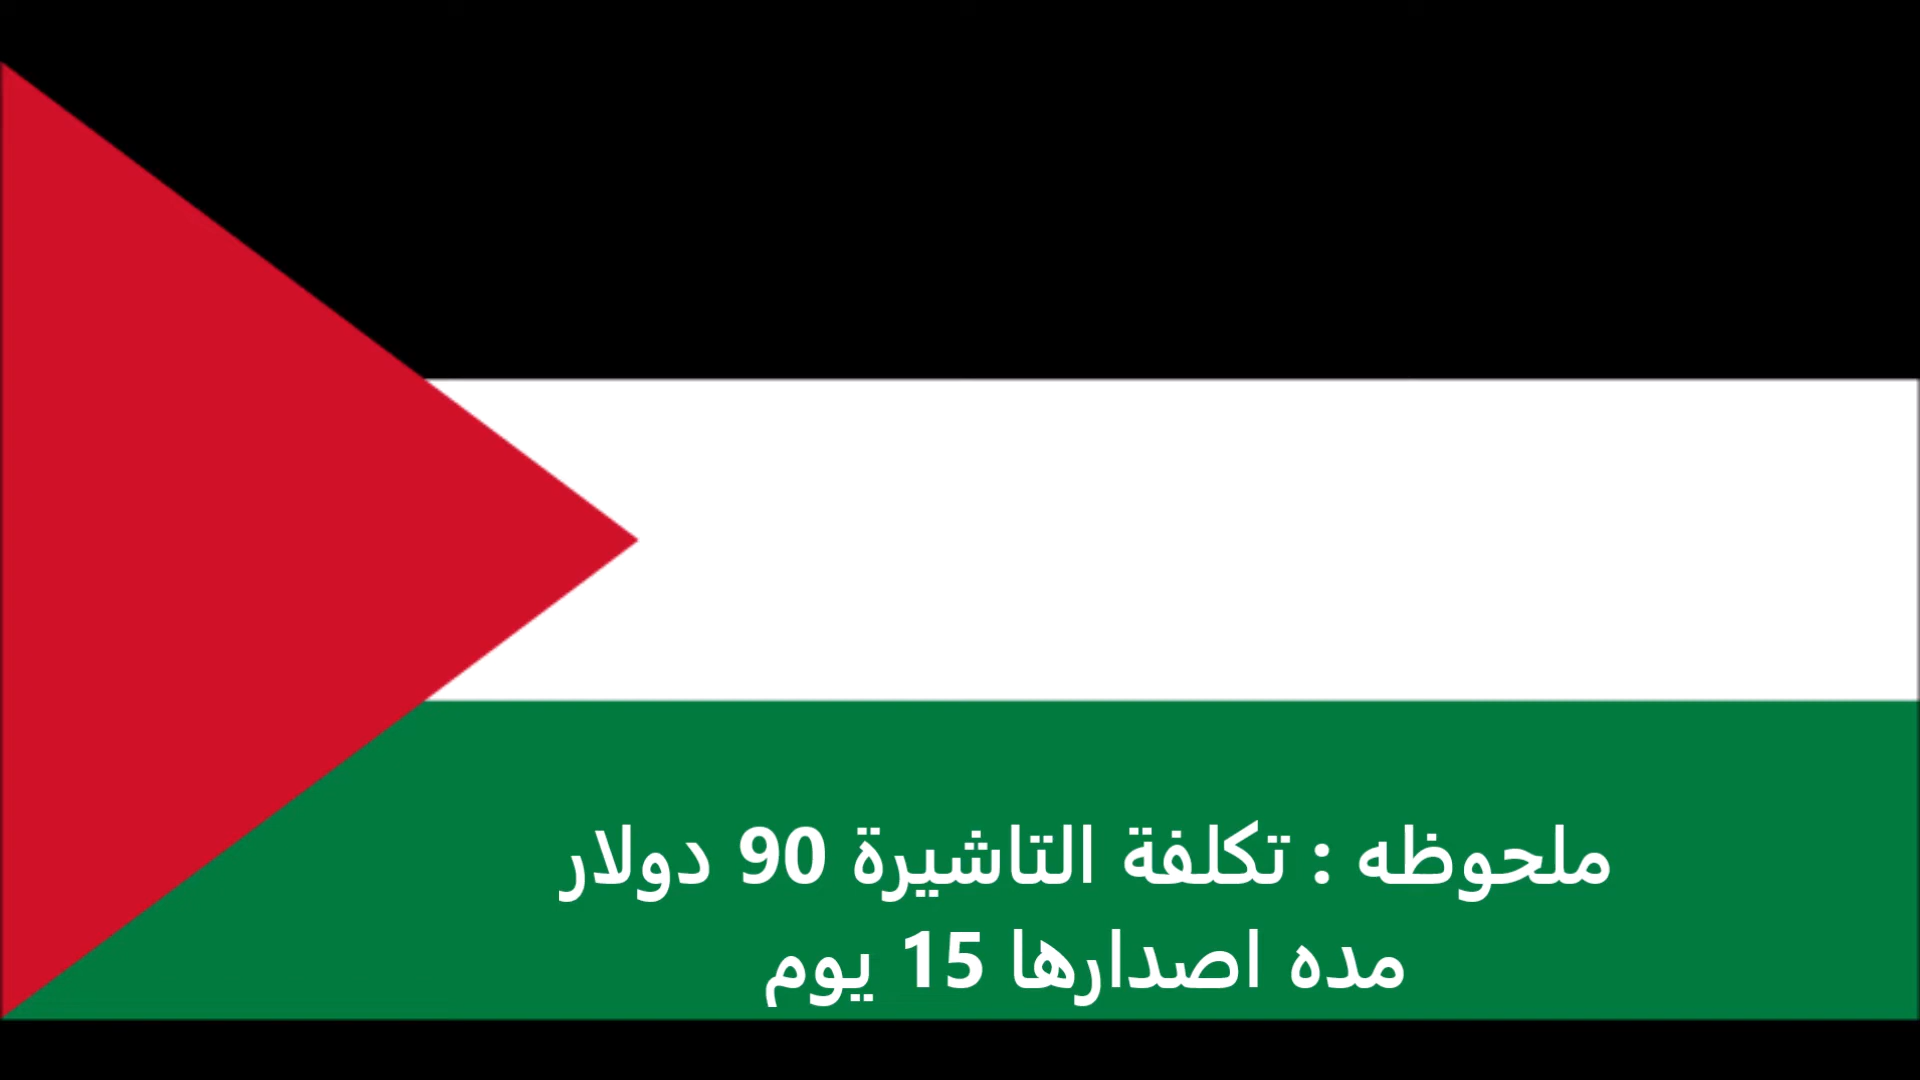 ملحوظه : تكلفة التاشيرة 90 دولار
مده اصدارها 15 يوم